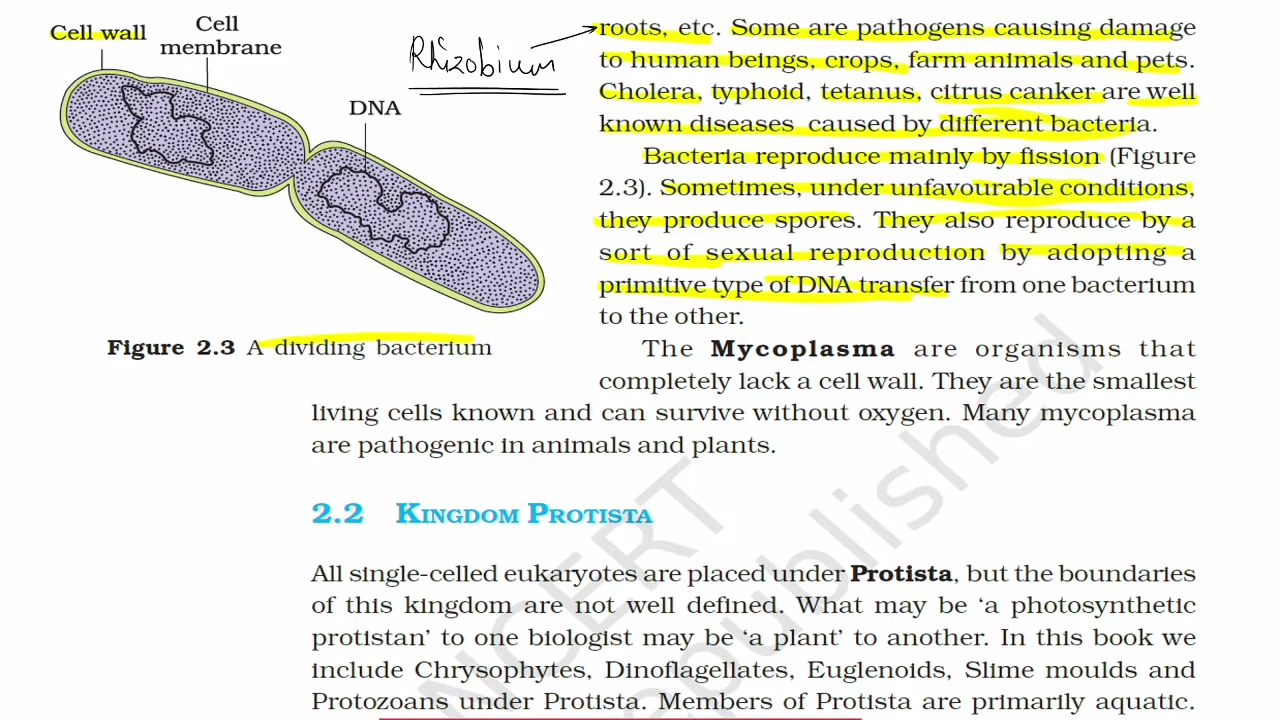 Cell wall
Cell
membrane
DNA
Rhizobium
Figure 2.3 A dividing bacterium
roots, etc. Some are pathogens causing damage
to human beings, crops, farm animals and pets.
Cholera, typhoid, tetanus, citrus canker are well
known diseases caused by different bacteria.
Bacteria reproduce mainly by fission (Figure
2.3). Sometimes, under unfavourable conditions,
they produce spores. They also reproduce by a
sort of sexual reproduction by adopting a
primitive type of DNA transfer from one bacterium
to the other.
The Mycoplasma are organisms that
completely lack a cell wall. They are the smallest
living cells known and can survive without oxygen. Many mycoplasma
are pathogenic in animals and plants.
2.2 KINGDOM PROTISTA
All single-celled eukaryotes are placed under Protista, but the boundaries
of this kingdom are not well defined. What may be ‘a photosynthetic
protistan’ to one biologist may be ‘a plant’ to another. In this book we
include Chrysophytes, Dinoflagellates, Euglenoids, Slime moulds and
Protozoans under Protista. Members of Protista are primarily aquatic.
NCERT
republished